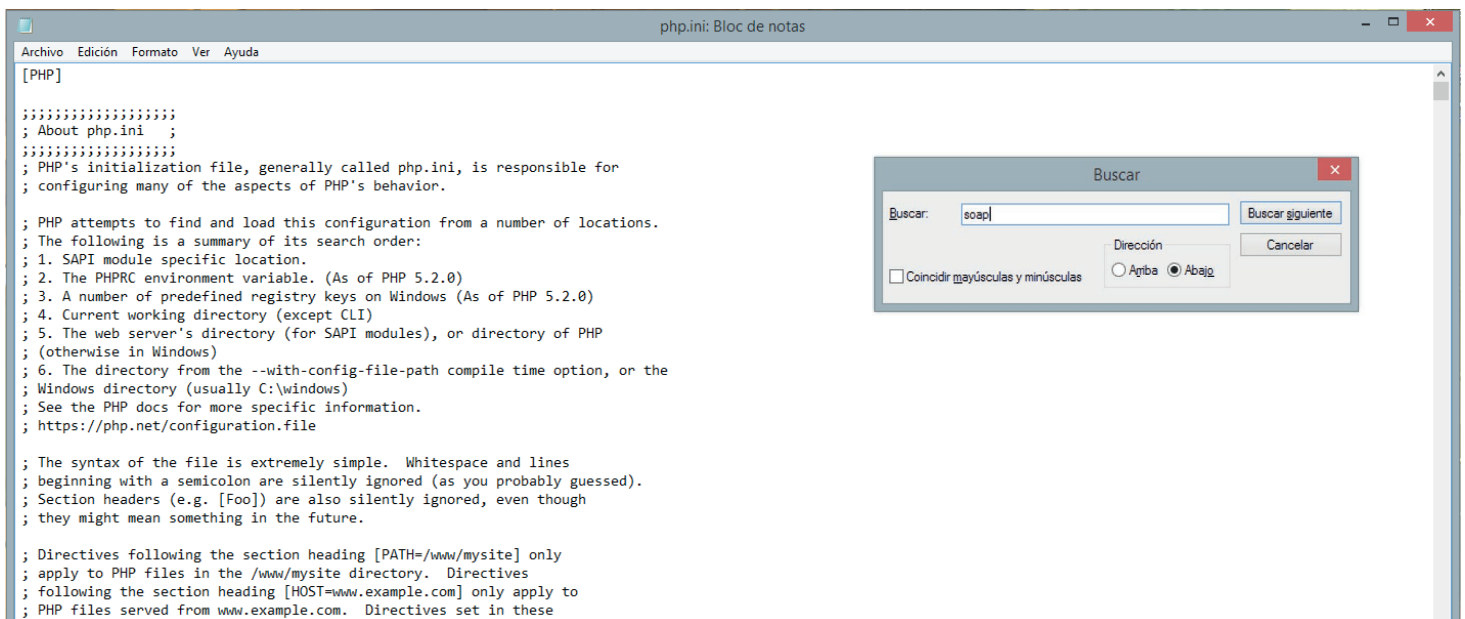 php.ini: Bloc de notas
Archivo Edición Formato Ver Ayuda
[PHP]
;;;;;;;;;;;;;;;;;;;
; About php.ini   ;
;;;;;;;;;;;;;;;;;;;
; PHP's initialization file, generally called php.ini, is responsible for
; configuring many of the aspects of PHP's behavior.
; PHP attempts to find and load this configuration from a number of locations.
; The following is a summary of its search order:
; 1. SAPI module specific location.
; 2. The PHPRC environment variable. (As of PHP 5.2.0)
; 3. A number of predefined registry keys on Windows (As of PHP 5.2.0)
; 4. Current working directory (except CLI)
; 5. The web server's directory (for SAPI modules), or directory of PHP
; (otherwise in Windows)
; 6. The directory from the --with-config-file-path compile time option, or the
; Windows directory (usually C:\windows)
; See the PHP docs for more specific information.
; https://php.net/configuration.file
; The syntax of the file is extremely simple.  Whitespace and lines
; beginning with a semicolon are silently ignored (as you probably guessed).
; Section headers (e.g. [Foo]) are also silently ignored, even though
; they might mean something in the future.
; Directives following the section heading [PATH=/www/mysite] only
; apply to PHP files in the /www/mysite directory.  Directives
; following the section heading [HOST=www.example.com] only apply to
; PHP files served from www.example.com.  Directives set in these
Buscar
Buscar: soap Buscar siguiente
Dirección Cancelar
Coincidir mayúsculas y minúsculas Arriba Abajo